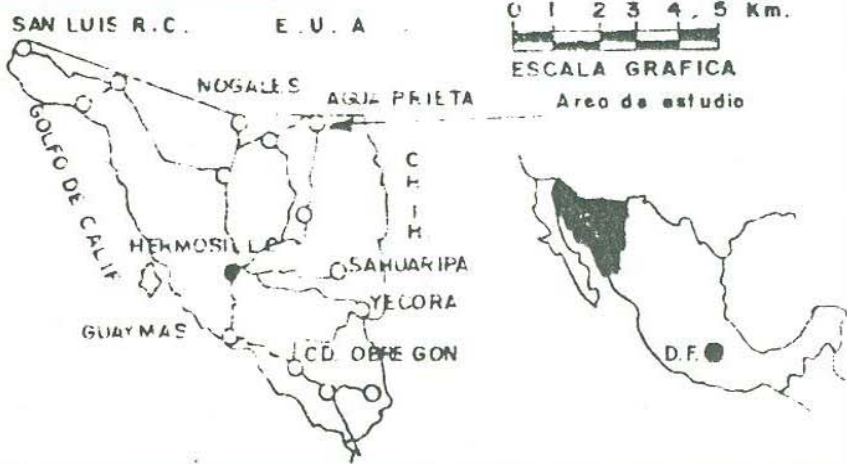 SAN LUIS R.C. E.U.A
0 1 2 3 4 5 Km.
ESCALA GRAFICA
NOGALES
AGUA PRIETA
Area de estudio
GOLFO DE CALIF
CHIH
HERMOSILLO
SAHUARIPA
YECORA
GUAYMAS
CD. OBREGON
D.F.